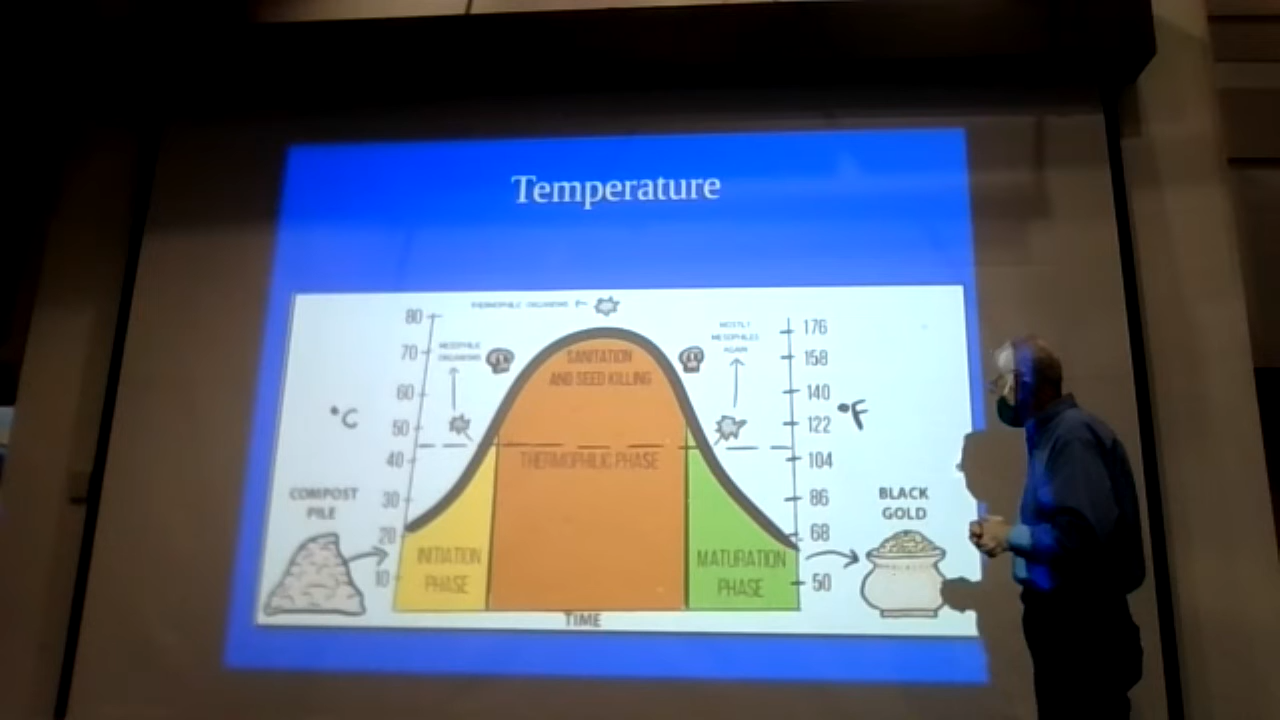 Temperature
THERMOPHILIC ORGANISMS
80
70
60
50
40
30
20
10
°C
MESOPHILIC
ORGANISMS
SANITATION
AND SEED KILLING
MOSTLY
MESOPHILES
AGAIN
176
158
140
122
104
86
68
50
°F
THERMOPHILIC PHASE
COMPOST
PILE
INITIATION
PHASE
MATURATION
PHASE
BLACK
GOLD
TIME